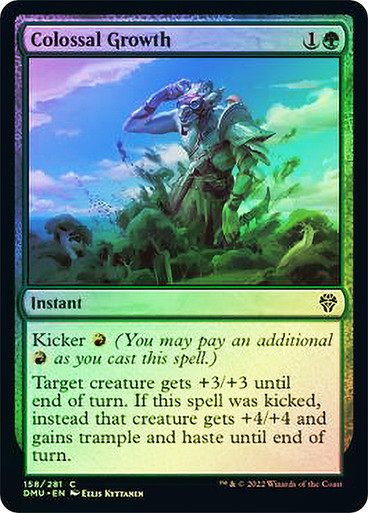 Colossal Growth 1
Instant
Kicker (You may pay an additional
as you cast this spell.)
Target creature gets +3/+3 until
end of turn. If this spell was kicked,
instead that creature gets +4/+4 and
gains trample and haste until end of
turn.
158/281 C
DMU • EN EELIS KYTTANEN
™ & © 2022 Wizards of the Coast